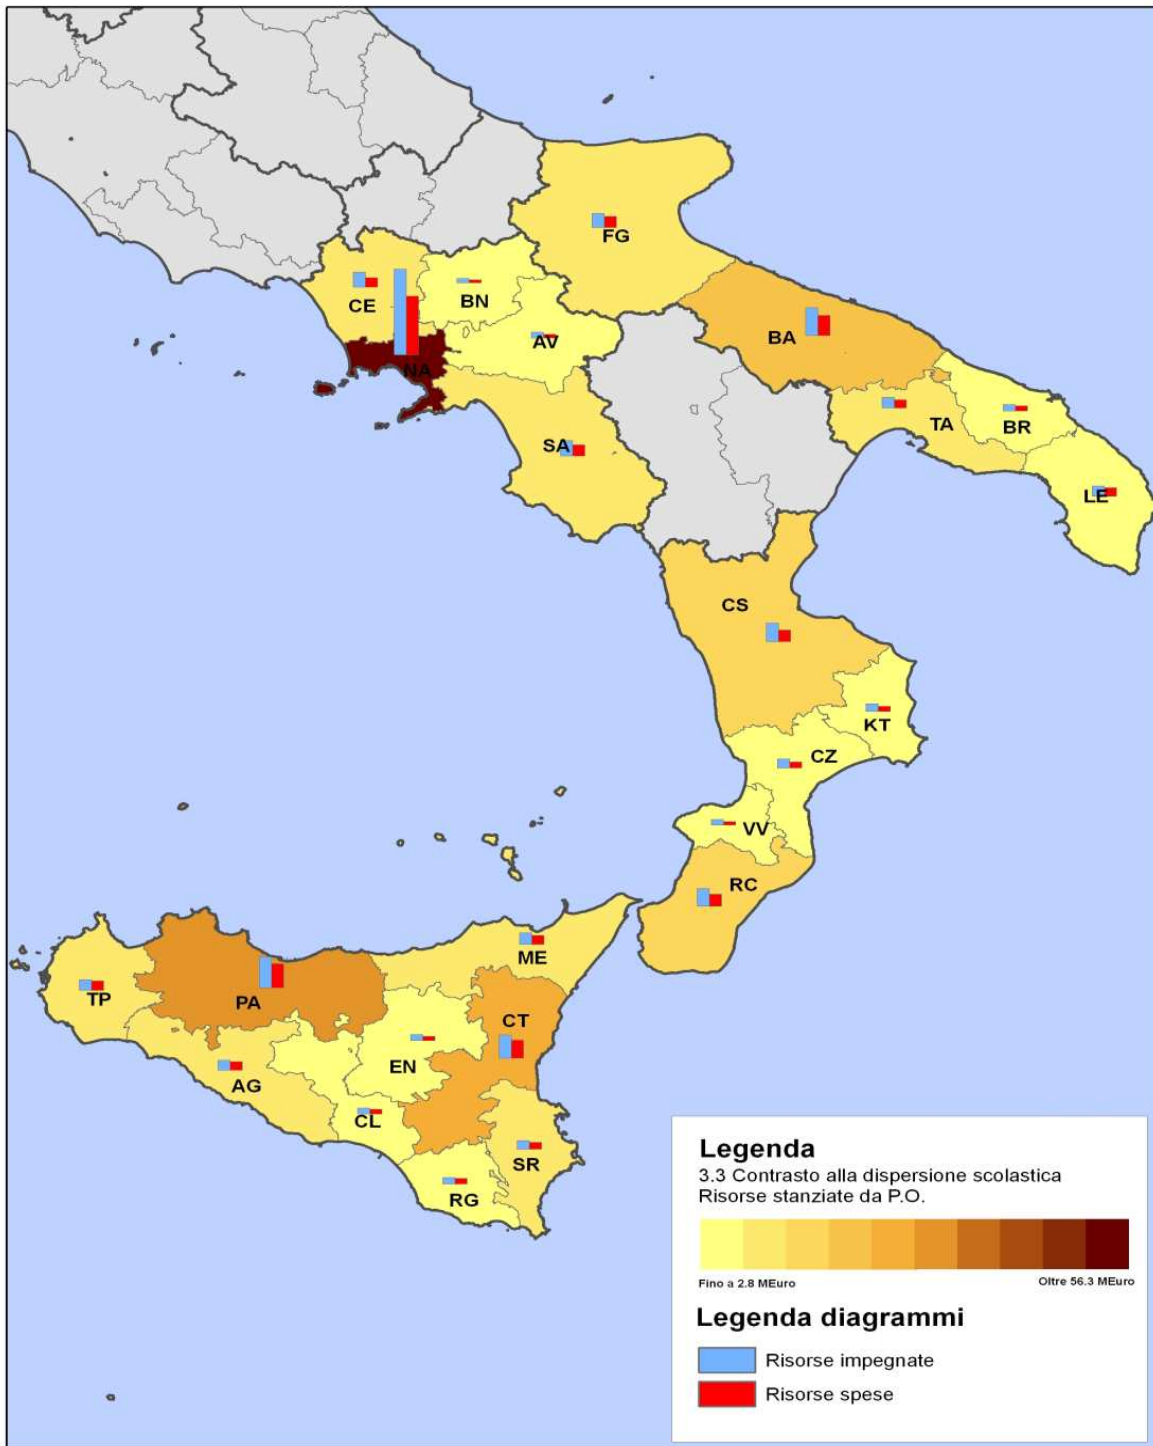 FG
CE
BN
BA
AV
NA
TA
BR
SA
LE
CS
KT
CZ
VV
RC
ME
TP
PA
CT
EN
AG
CL
SR
RG
Legenda
3.3 Contrasto alla dispersione scolastica
Risorse stanziate da P.O.
Fino a 2.8 MEuro
Oltre 56.3 MEuro
Legenda diagrammi
Risorse impegnate
Risorse spese